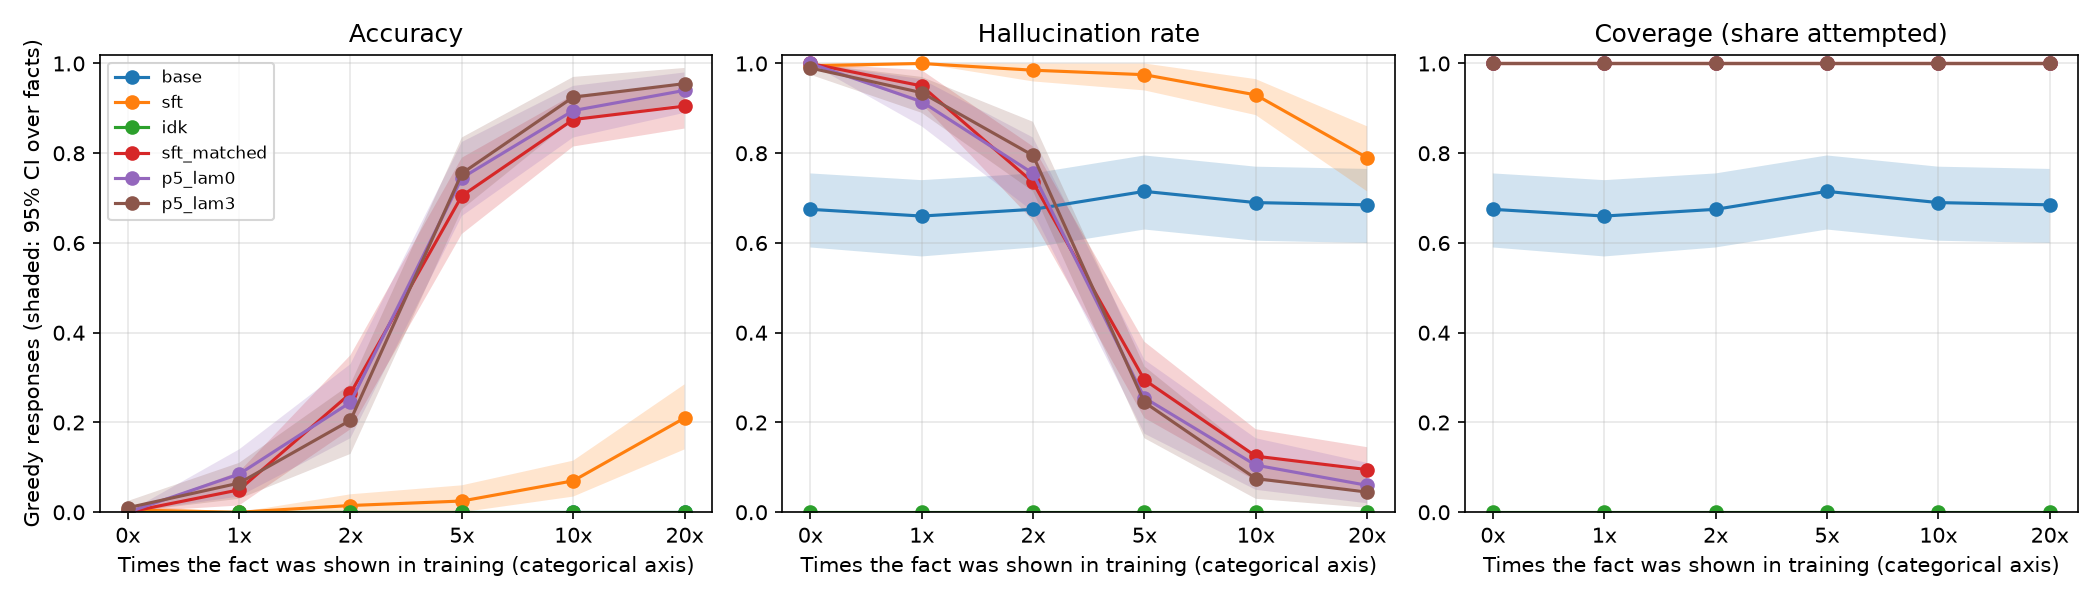 Accuracy
Hallucination rate
Coverage (share attempted)
Greedy responses (shaded: 95% CI over facts)
1.0
0.8
0.6
0.4
0.2
0.0
base
sft
idk
sft_matched
p5_lam0
p5_lam3
0x 1x 2x 5x 10x 20x
Times the fact was shown in training (categorical axis)
1.0
0.8
0.6
0.4
0.2
0.0
0x 1x 2x 5x 10x 20x
Times the fact was shown in training (categorical axis)
1.0
0.8
0.6
0.4
0.2
0.0
0x 1x 2x 5x 10x 20x
Times the fact was shown in training (categorical axis)